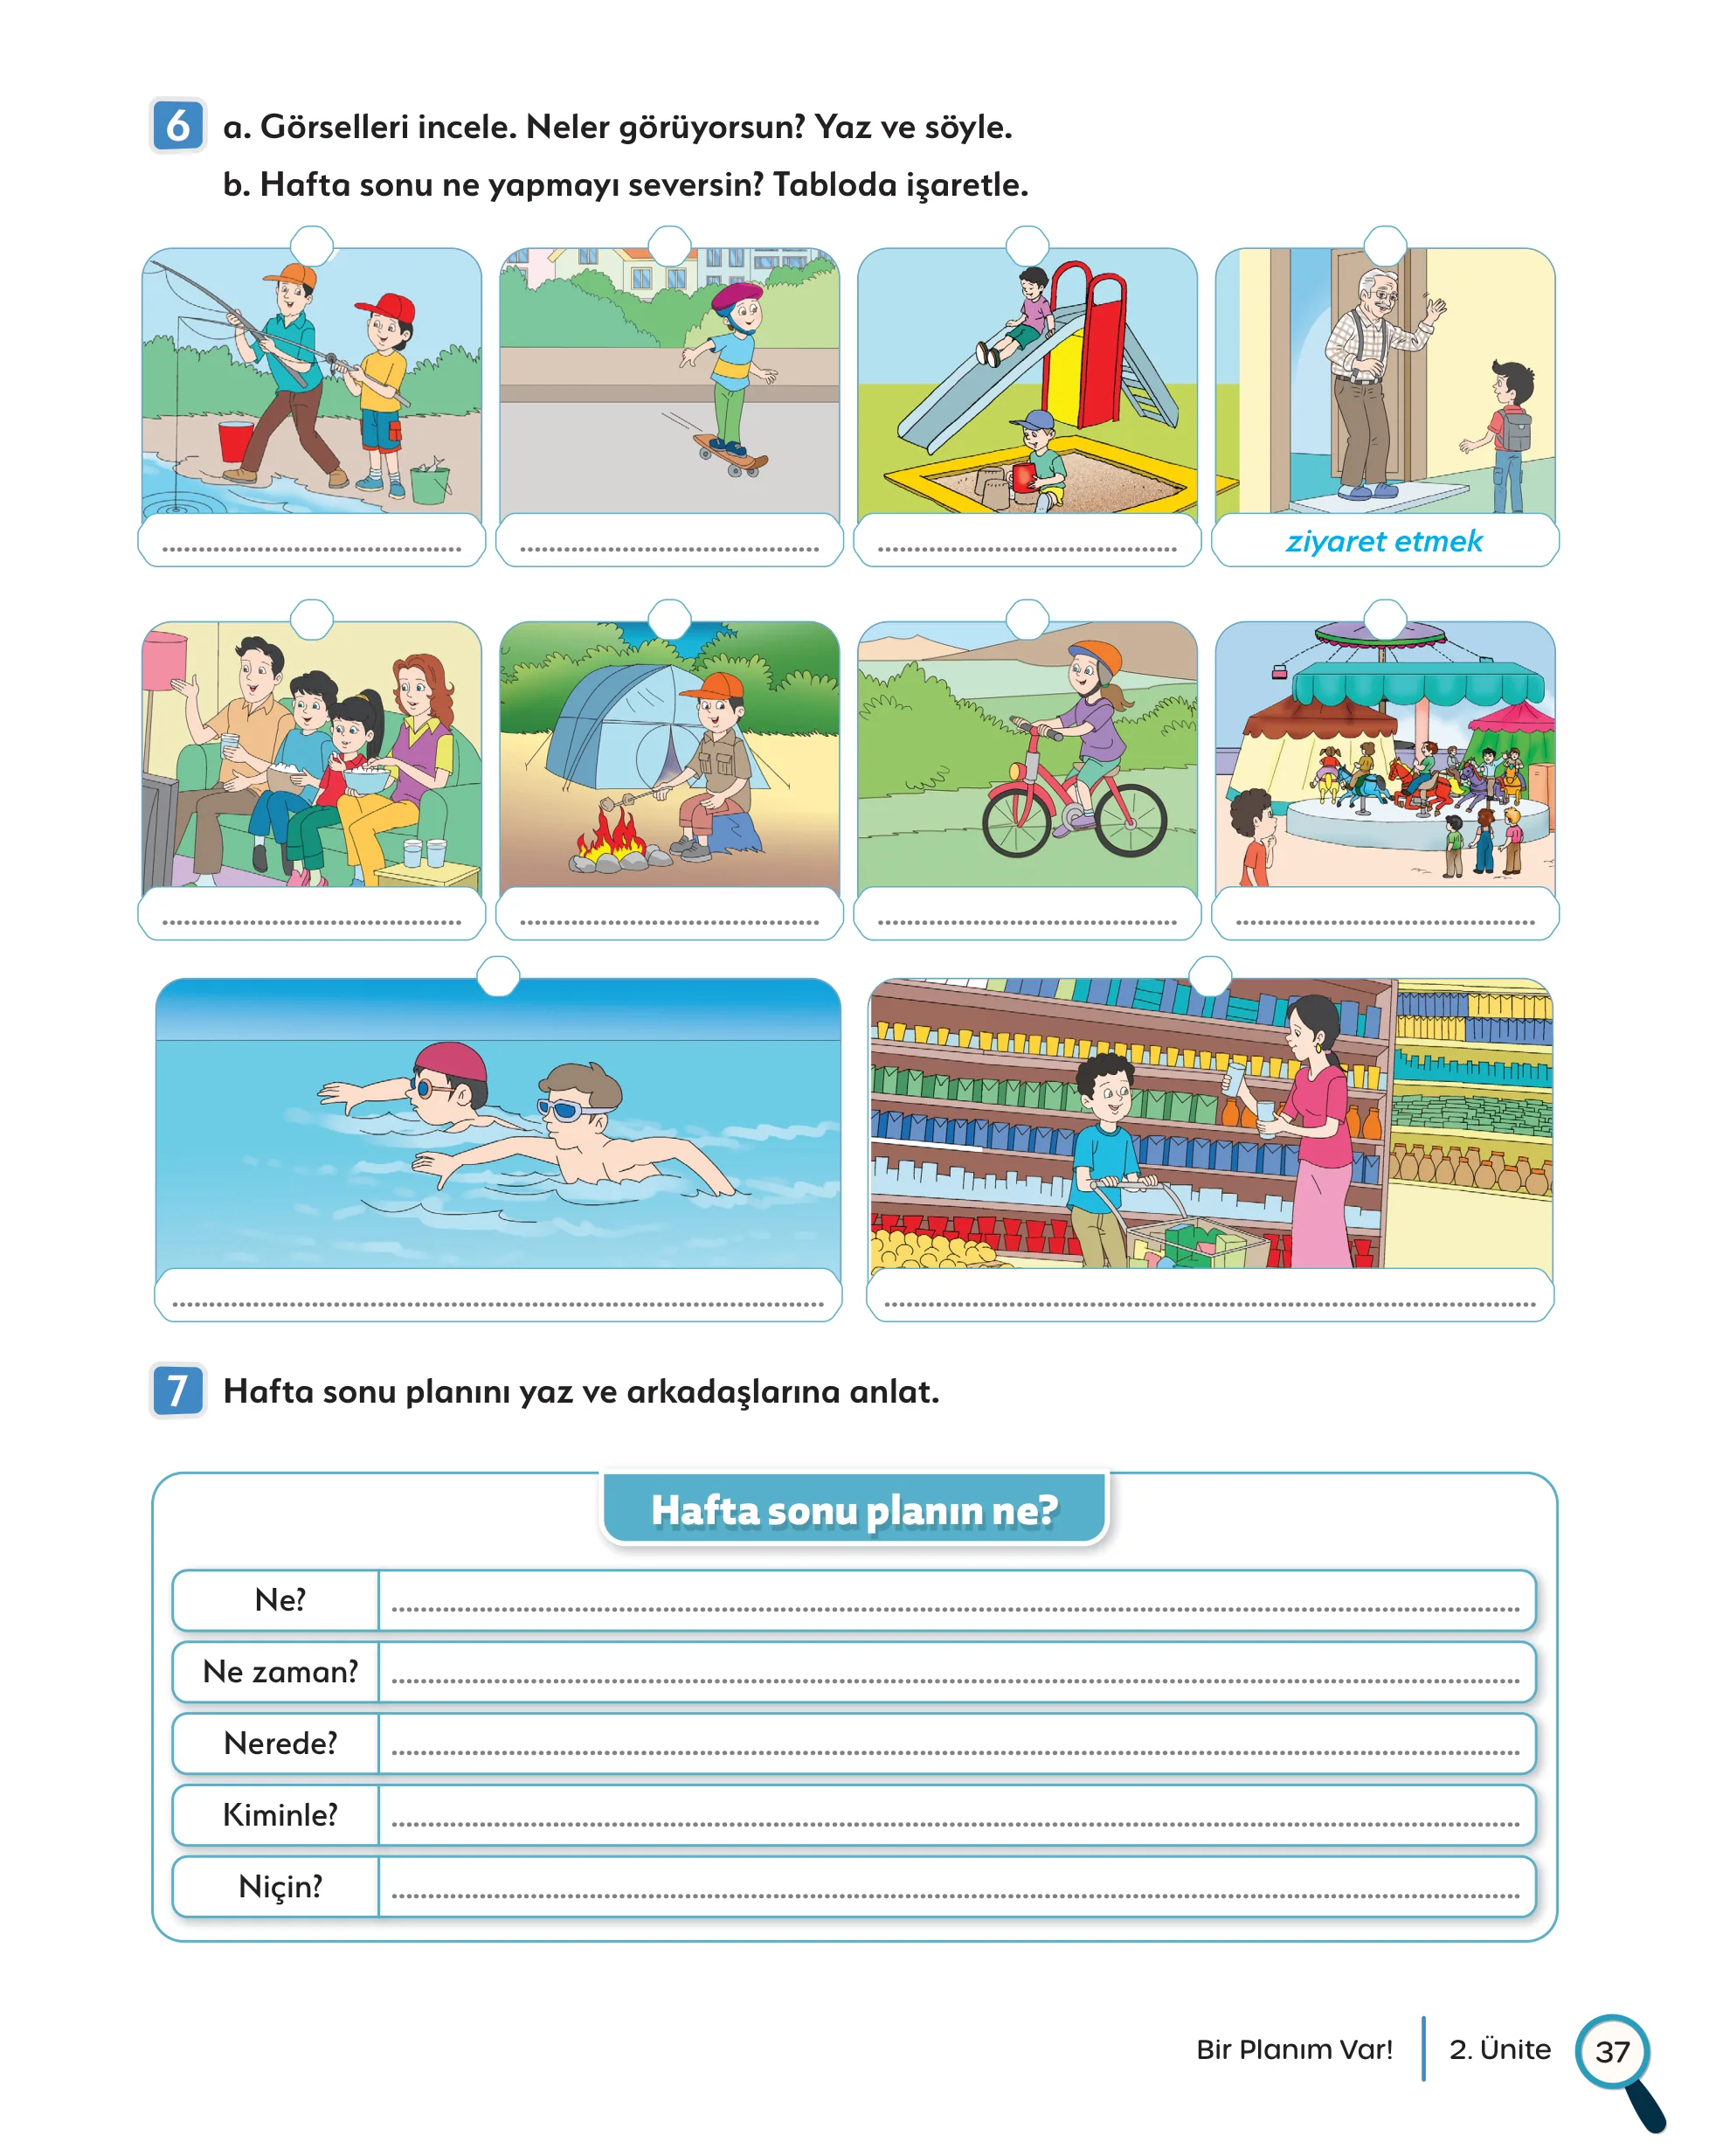 6 a. Görselleri incele. Neler görüyorsun? Yaz ve söyle.
b. Hafta sonu ne yapmayı seversin? Tabloda işaretle.
ziyaret etmek
7 Hafta sonu planını yaz ve arkadaşlarına anlat.
Hafta sonu planın ne?
Ne?
Ne zaman?
Nerede?
Kiminle?
Niçin?
Bir Planım Var! 2. Ünite 37